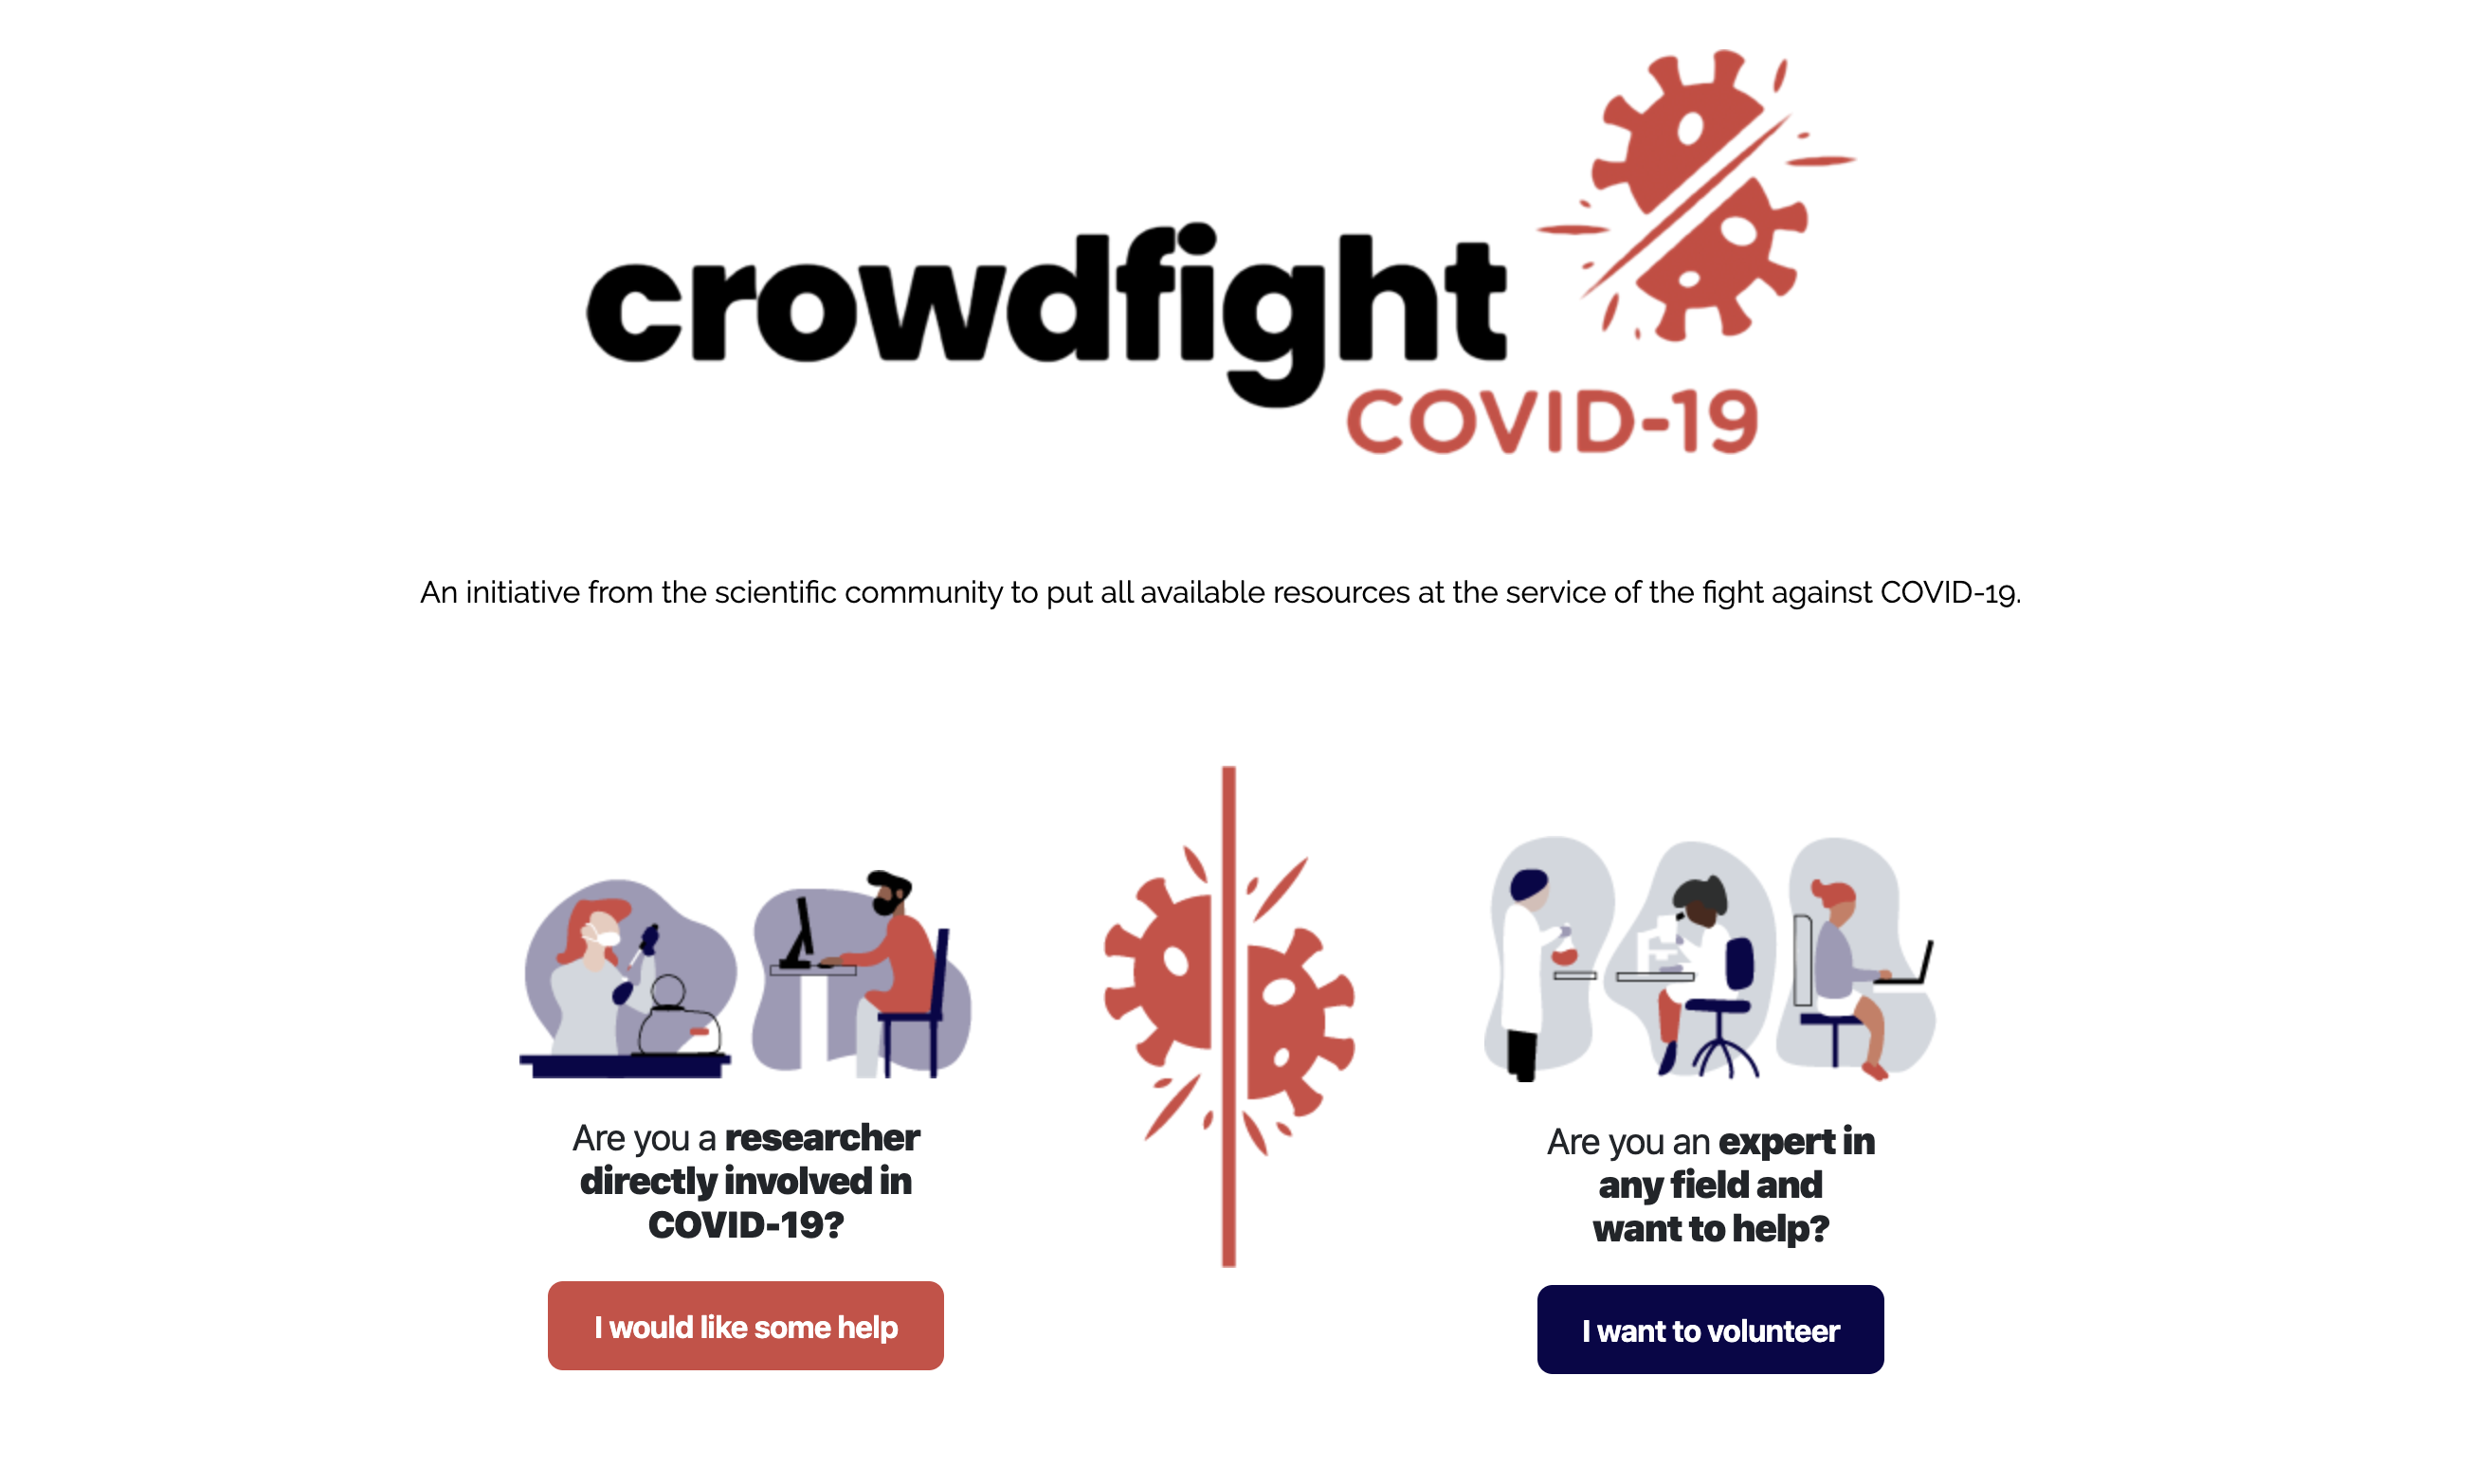 crowdfight
COVID-19
An initiative from the scientific community to put all available resources at the service of the fight against COVID-19.
Are you a researcher
directly involved in
COVID-19?
I would like some help
Are you an expert in
any field and
want to help?
I want to volunteer